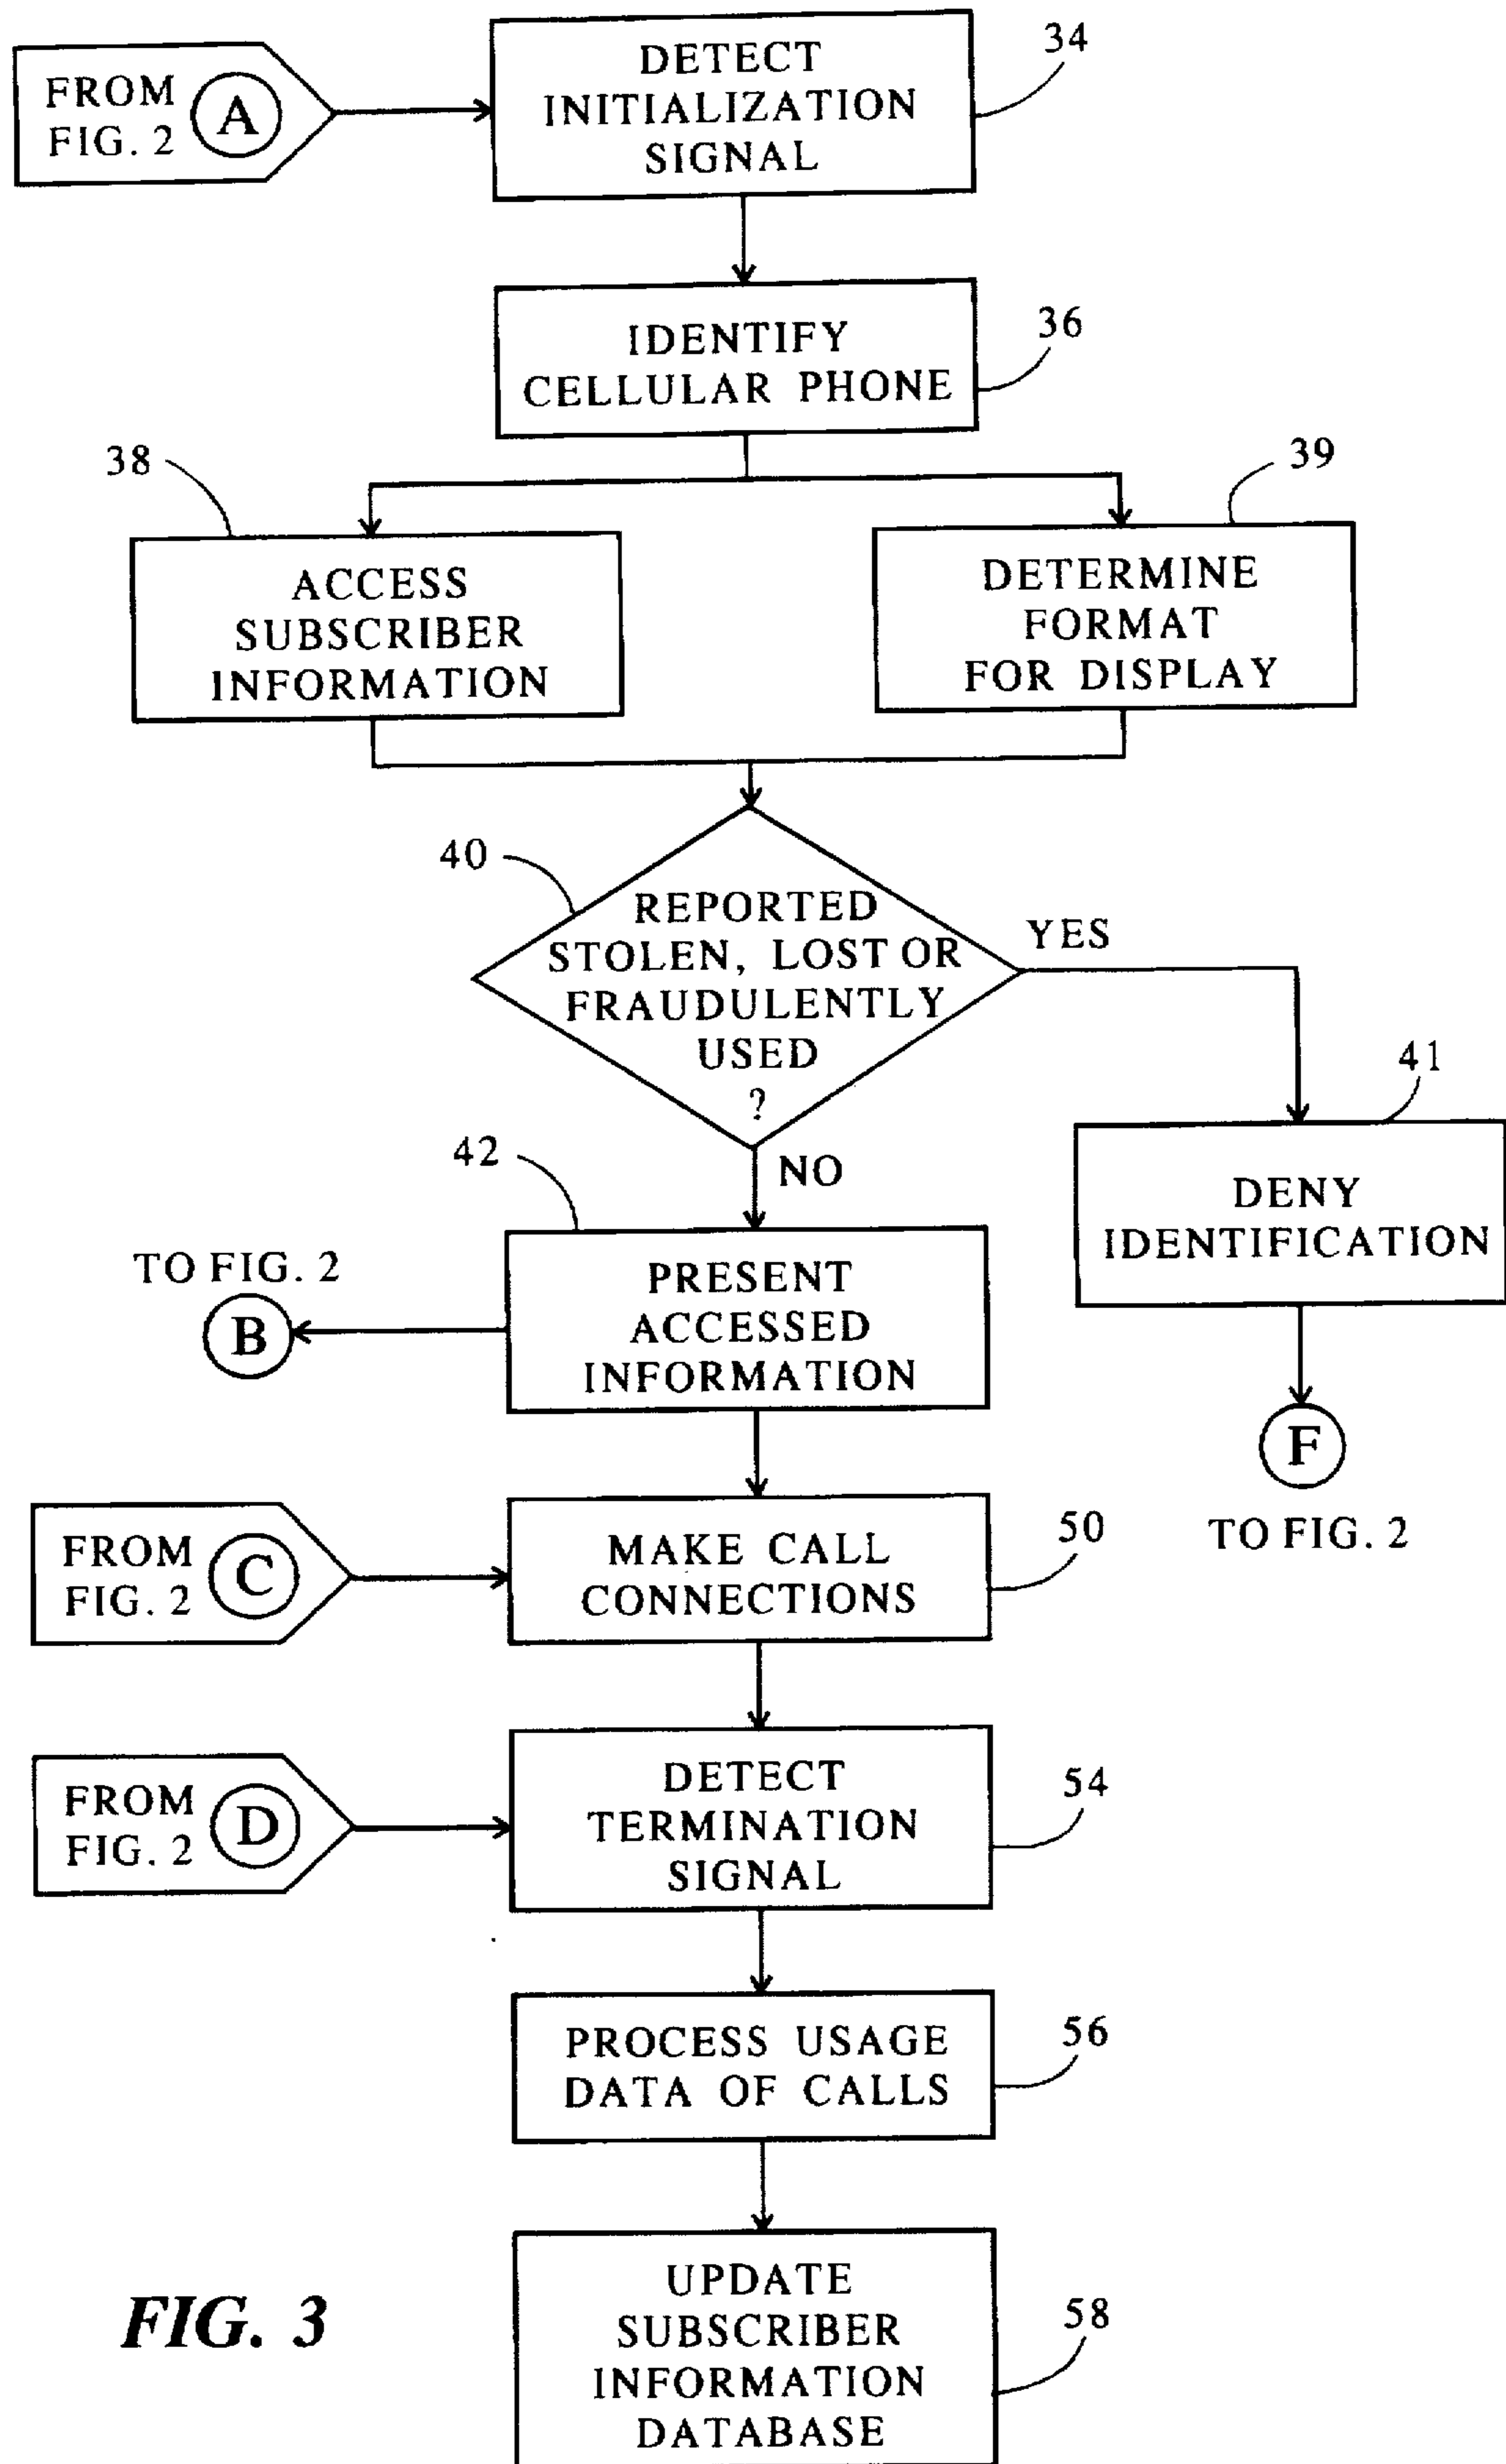 DETECT
INITIALIZATION
SIGNAL
34
FROM
FIG. 2
A
IDENTIFY
CELLULAR PHONE
36
38
39
ACCESS
SUBSCRIBER
INFORMATION
DETERMINE
FORMAT
FOR DISPLAY
40
REPORTED
STOLEN, LOST OR
FRAUDULENTLY
USED
?
YES
41
DENY
IDENTIFICATION
NO
42
PRESENT
ACCESSED
INFORMATION
TO FIG. 2
B
F
TO FIG. 2
FROM
FIG. 2
C
MAKE CALL
CONNECTIONS
50
FROM
FIG. 2
D
DETECT
TERMINATION
SIGNAL
54
PROCESS USAGE
DATA OF CALLS
56
UPDATE
SUBSCRIBER
INFORMATION
DATABASE
58
FIG. 3